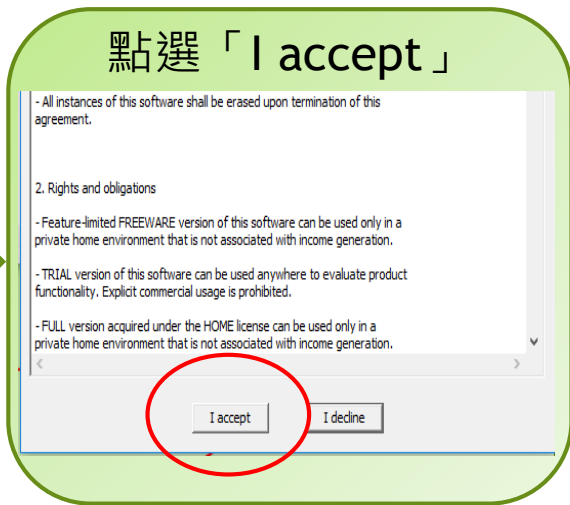 點選「I accept」
- All instances of this software shall be erased upon termination of this
agreement.
2. Rights and obligations
- Feature-limited FREEWARE version of this software can be used only in a
private home environment that is not associated with income generation.
- TRIAL version of this software can be used anywhere to evaluate product
functionality. Explicit commercial usage is prohibited.
- FULL version acquired under the HOME license can be used only in a
private home environment that is not associated with income generation.
I accept
I decline